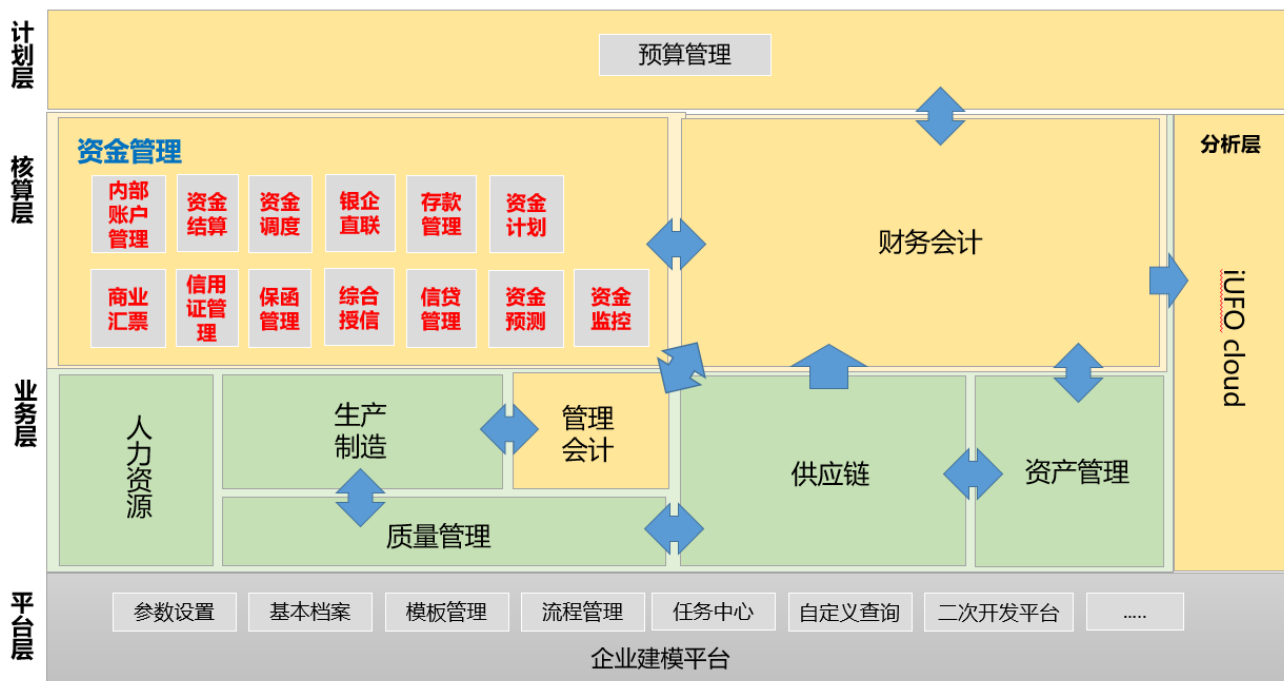 计划层
预算管理
核算层
资金管理
内部
账户
管理
资金
结算
资金
调度
银企
直联
存款
管理
资金
计划
商业
汇票
信用
证管
理
保函
管理
综合
授信
信贷
管理
资金
预测
资金
监控
财务会计
分析层
iUFO cloud
业务层
人力资源
生产
制造
管理
会计
质量管理
供应链
资产管理
平台层
参数设置
基本档案
模板管理
流程管理
任务中心
自定义查询
二次开发平台
.....
企业建模平台